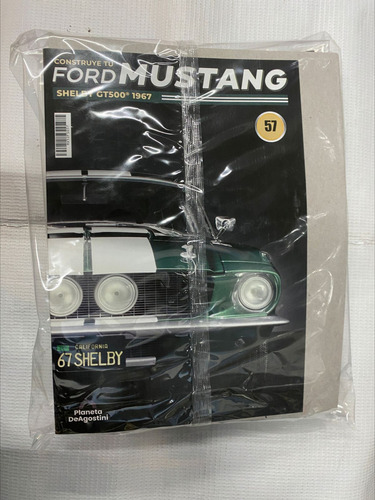 CONSTRUYE TU
FORD MUSTANG
SHELBY GT500® 1967
57
CALIFORNIA
67 SHELBY
Planeta
DeAgostini